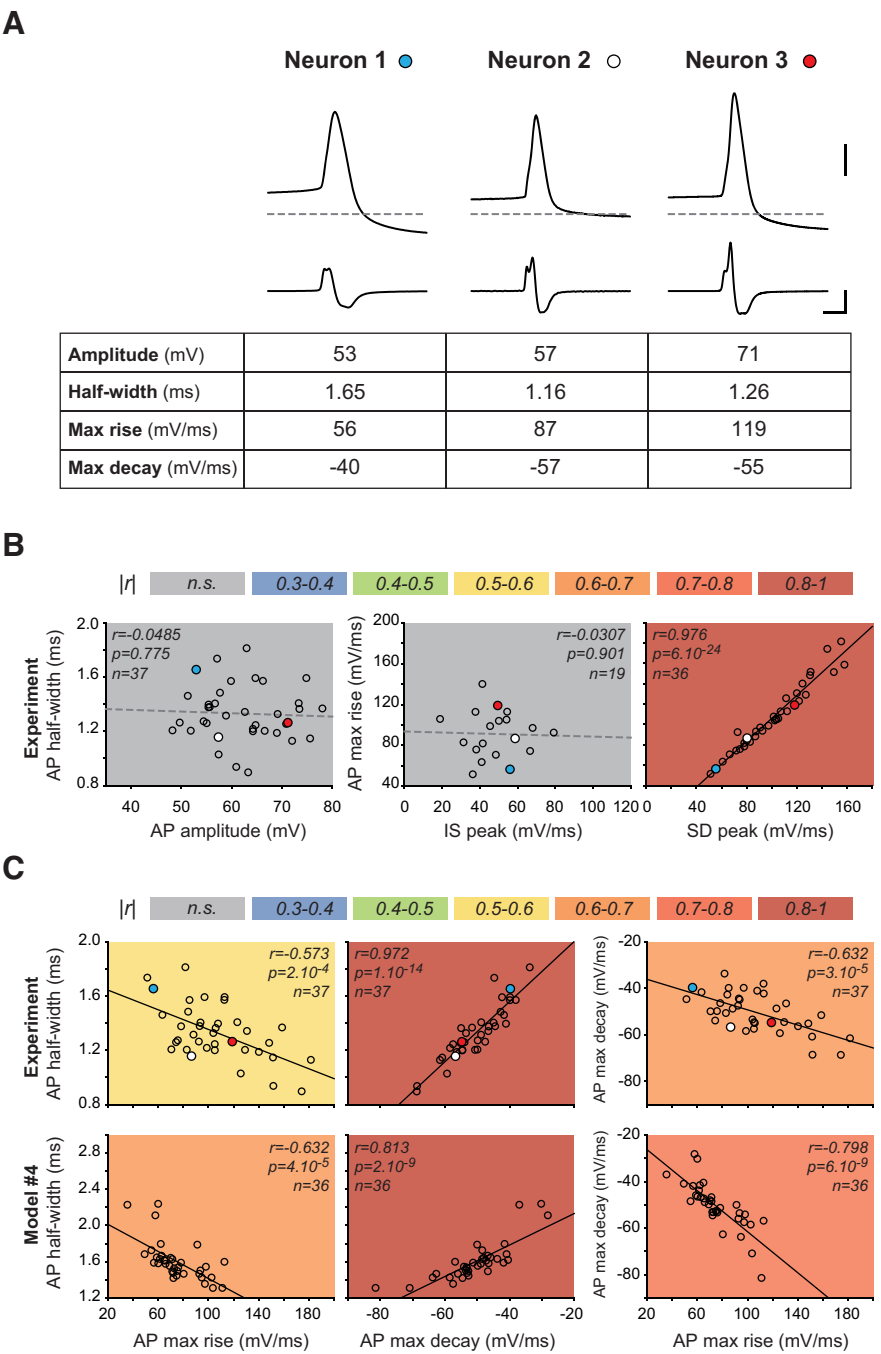 A
Neuron 1 Neuron 2 Neuron 3
Amplitude (mV) 53 57 71
Half-width (ms) 1.65 1.16 1.26
Max rise (mV/ms) 56 87 119
Max decay (mV/ms) -40 -57 -55
B
|r| n.s. 0.3-0.4 0.4-0.5 0.5-0.6 0.6-0.7 0.7-0.8 0.8-1
Experiment
AP half-width (ms)
2.0
1.6
1.2
0.8
r=-0.0485
p=0.775
n=37
40 50 60 70 80
AP amplitude (mV)
AP max rise (mV/ms)
200
160
120
80
40
r=-0.0307
p=0.901
n=19
0 20 40 60 80 100 120
IS peak (mV/ms)
r=0.976
p=6.10-24
n=36
0 40 80 120 160
SD peak (mV/ms)
C
|r| n.s. 0.3-0.4 0.4-0.5 0.5-0.6 0.6-0.7 0.7-0.8 0.8-1
Experiment
AP half-width (ms)
2.0
1.6
1.2
0.8
r=-0.573
p=2.10-4
n=37
r=0.972
p=1.10-14
n=37
AP max decay (mV/ms)
-20
-40
-60
-80
r=-0.632
p=3.10-5
n=37
Model #4
AP half-width (ms)
2.8
2.4
2.0
1.6
1.2
r=-0.632
p=4.10-5
n=36
20 60 100 140 180
AP max rise (mV/ms)
r=0.813
p=2.10-9
n=36
-80 -60 -40 -20
AP max decay (mV/ms)
AP max decay (mV/ms)
-20
-40
-60
-80
r=-0.798
p=6.10-9
n=36
20 60 100 140 180
AP max rise (mV/ms)